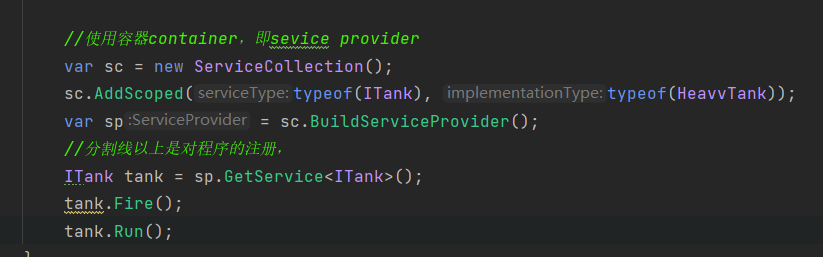 //使用容器container，即sevice provider
var sc = new ServiceCollection();
sc.AddScoped( serviceType: typeof(ITank), implementationType: typeof(HeavvTank));
var sp :ServiceProvider = sc.BuildServiceProvider();
//分割线以上是对程序的注册，
ITank tank = sp.GetService<ITank>();
tank.Fire();
tank.Run();
}